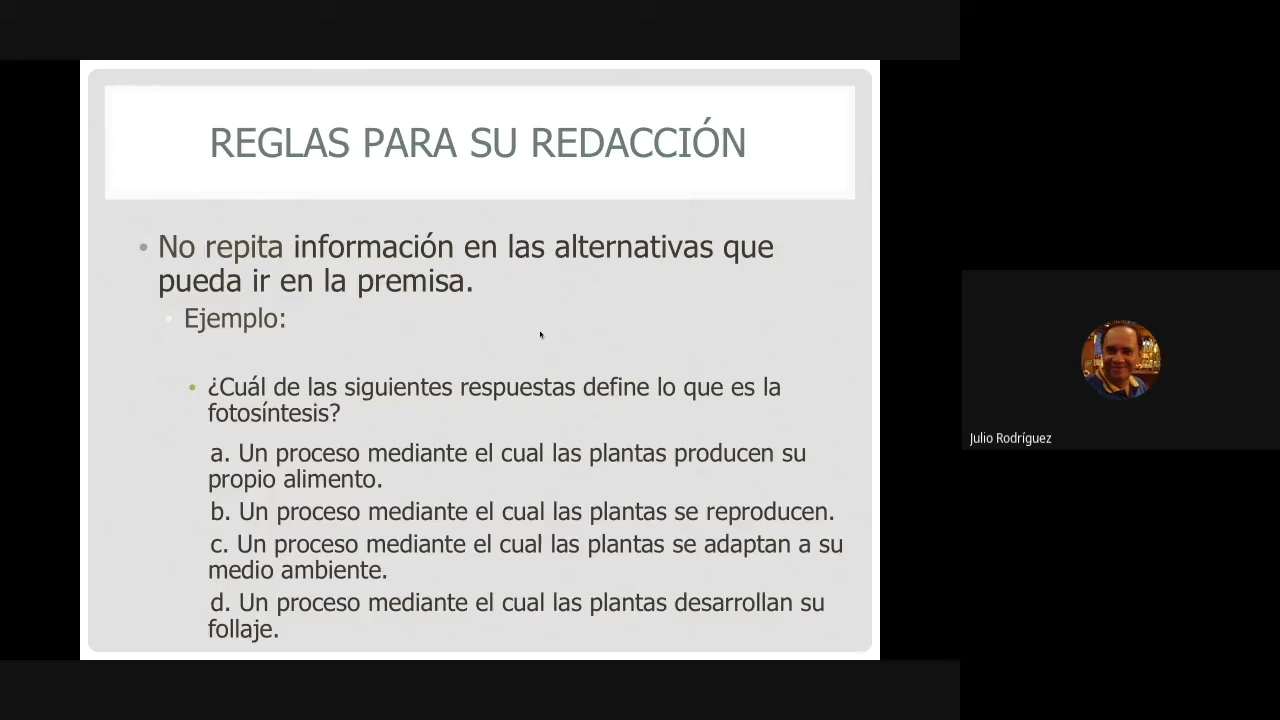 REGLAS PARA SU REDACCIÓN
• No repita información en las alternativas que
pueda ir en la premisa.
• Ejemplo:
• ¿Cuál de las siguientes respuestas define lo que es la
fotosíntesis?
a. Un proceso mediante el cual las plantas producen su
propio alimento.
b. Un proceso mediante el cual las plantas se reproducen.
c. Un proceso mediante el cual las plantas se adaptan a su
medio ambiente.
d. Un proceso mediante el cual las plantas desarrollan su
follaje.
Julio Rodríguez